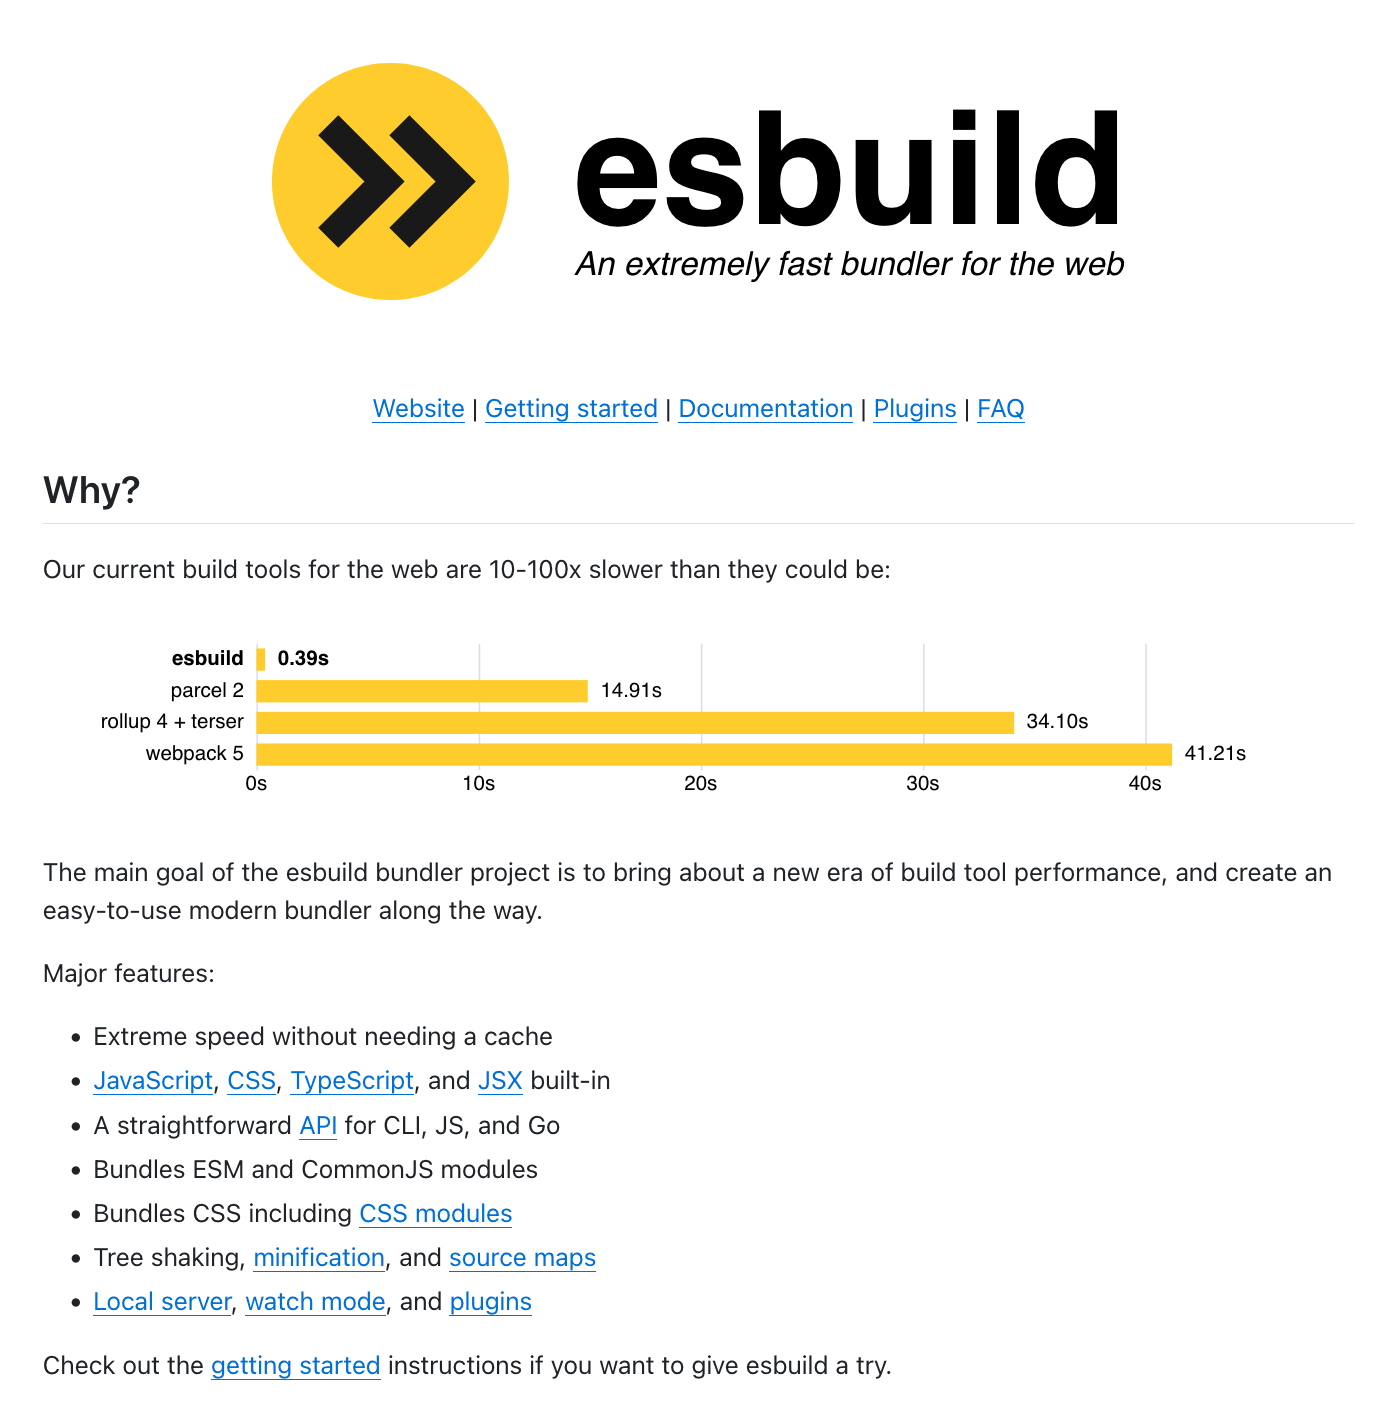 esbuild
An extremely fast bundler for the web
Website | Getting started | Documentation | Plugins | FAQ
Why?
Our current build tools for the web are 10-100x slower than they could be:
esbuild 0.39s
parcel 2 14.91s
rollup 4 + terser 34.10s
webpack 5 41.21s
0s 10s 20s 30s 40s
The main goal of the esbuild bundler project is to bring about a new era of build tool performance, and create an
easy-to-use modern bundler along the way.
Major features:
• Extreme speed without needing a cache
• JavaScript, CSS, TypeScript, and JSX built-in
• A straightforward API for CLI, JS, and Go
• Bundles ESM and CommonJS modules
• Bundles CSS including CSS modules
• Tree shaking, minification, and source maps
• Local server, watch mode, and plugins
Check out the getting started instructions if you want to give esbuild a try.